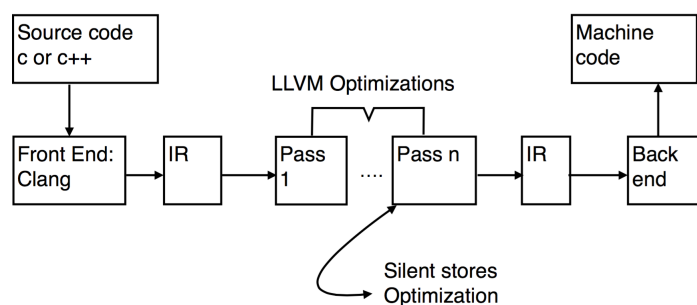 Source code
c or c++
Machine
code
LLVM Optimizations
Front End:
Clang
IR
Pass
1
....
Pass n
IR
Back
end
Silent stores
Optimization